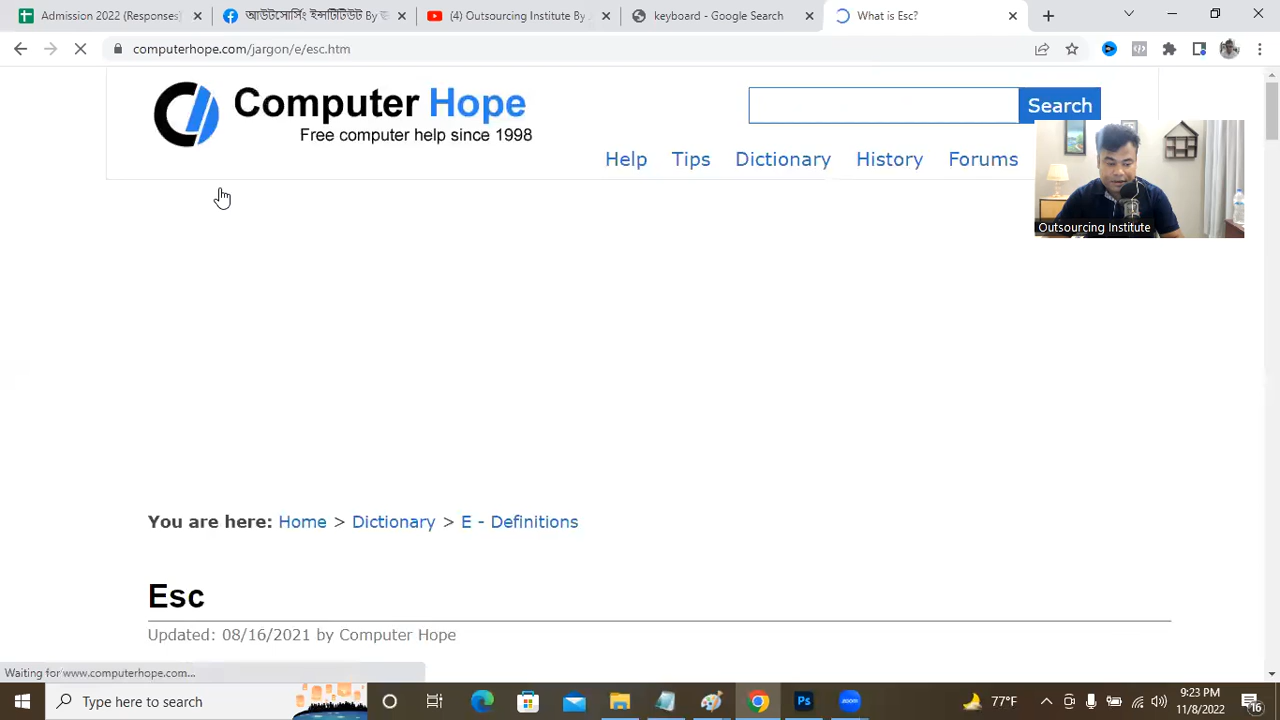 Admission 2022 (Responses)
আউটসোর্সিং ইন্সটিটিউট By
(4) Outsourcing Institute By
keyboard - Google Search
What is Esc?
computerhope.com/jargon/e/esc.htm
Computer Hope
Free computer help since 1998
Search
Help Tips Dictionary History Forums
Outsourcing Institute
You are here: Home > Dictionary > E - Definitions
Esc
Updated: 08/16/2021 by Computer Hope
Waiting for www.computerhope.com...
Type here to search
Ps
zoom
77°F
9:23 PM
11/8/2022
16